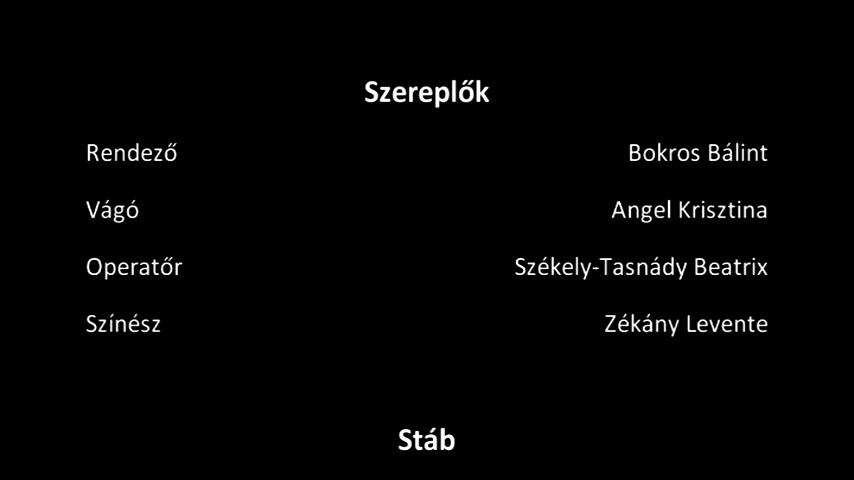 Szereplők
Rendező Bokros Bálint
Vágó Angel Krisztina
Operatőr Székely-Tasnády Beatrix
Színész Zékány Levente
Stáb